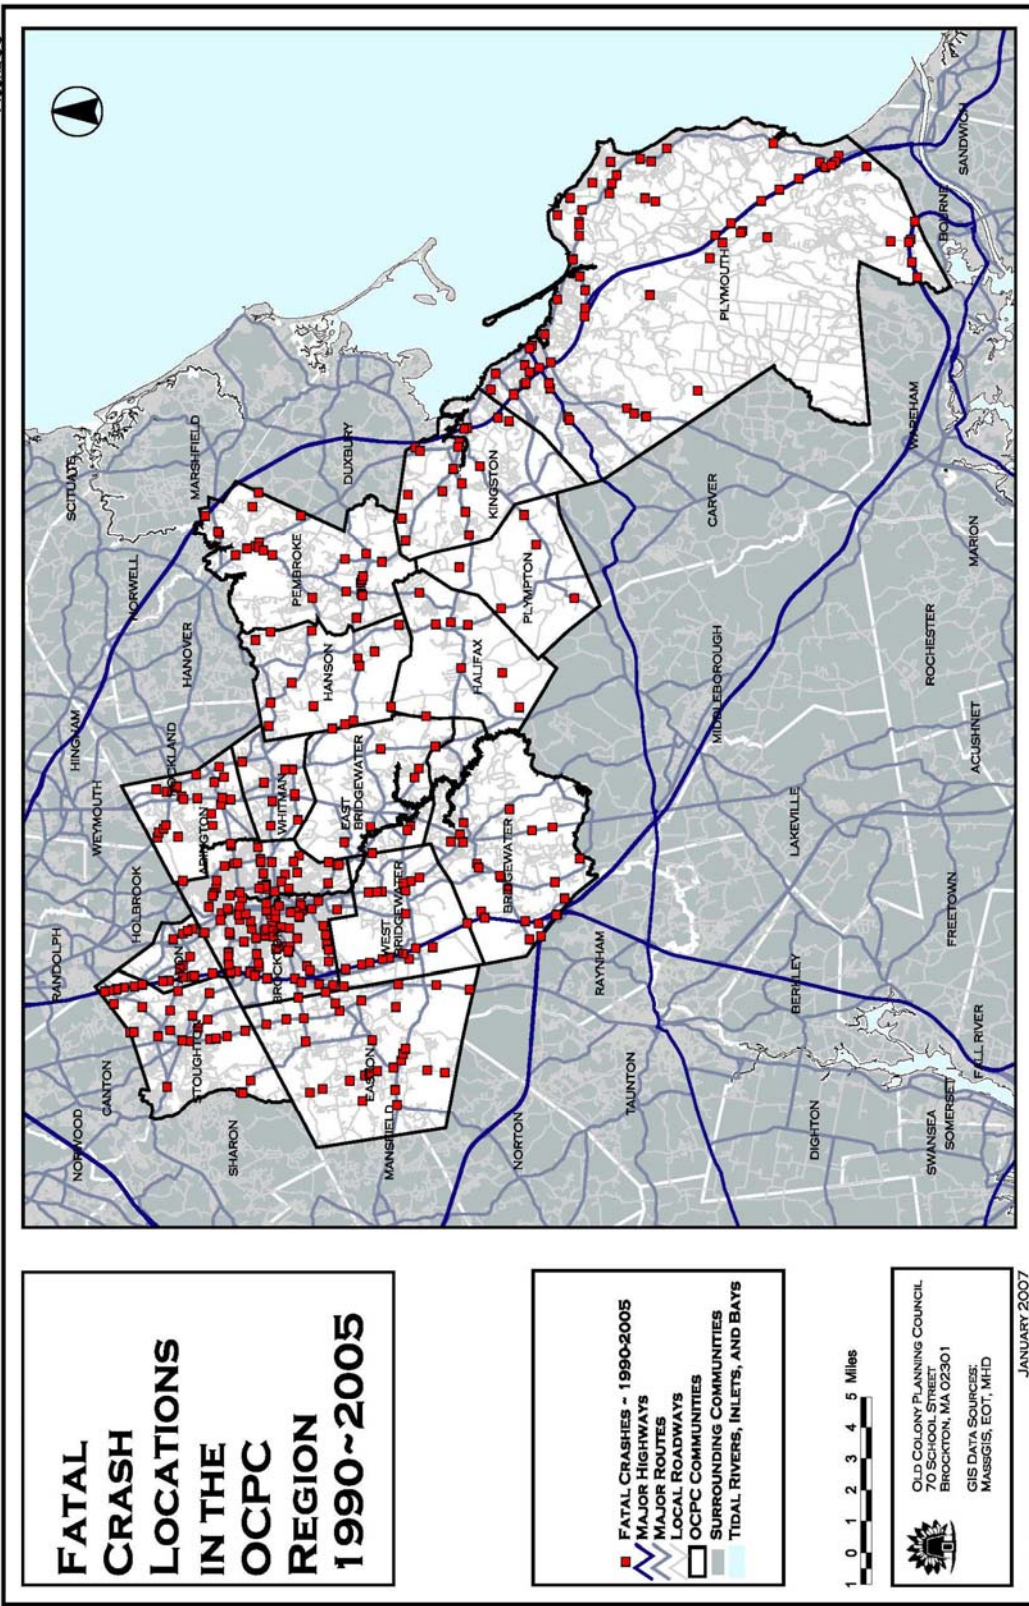 FATAL
CRASH
LOCATIONS
IN THE
OCPC
REGION
1990~2005
FATAL CRASHES ~ 1990-2005
MAJOR HIGHWAYS
MAJOR ROUTES
LOCAL ROADWAYS
OCPC COMMUNITIES
SURROUNDING COMMUNITIES
TIDAL RIVERS, INLETS, AND BAYS
1 0 1 2 3 4 5 Miles
OLD COLONY PLANNING COUNCIL
70 SCHOOL STREET
BROCKTON, MA 02301
GIS DATA SOURCES:
MASSGIS, EOT, MHD
JANUARY 2007
NORWOOD
CANTON
RANDOLPH
HOLBROOK
WEYMOUTH
HINGHAM
SCITUATE
NORWELL
MARSHFIELD
HANOVER
ROCKLAND
SHARON
STOUGHTON
AVON
ABINGTON
BROCKTON
WHITMAN
HANSON
PEMBROKE
DUXBURY
MANSFIELD
EASTON
WEST
BRIDGEWATER
EAST
BRIDGEWATER
HALIFAX
KINGSTON
NORTON
BRIDGEWATER
PLYMPTON
RAYNHAM
TAUNTON
MIDDLEBOROUGH
CARVER
PLYMOUTH
DIGHTON
BERKLEY
LAKEVILLE
SWANSEA
SOMERSET
FREETOWN
FALL RIVER
ROCHESTER
ACUSHNET
MARION
WAREHAM
BOURNE
SANDWICH